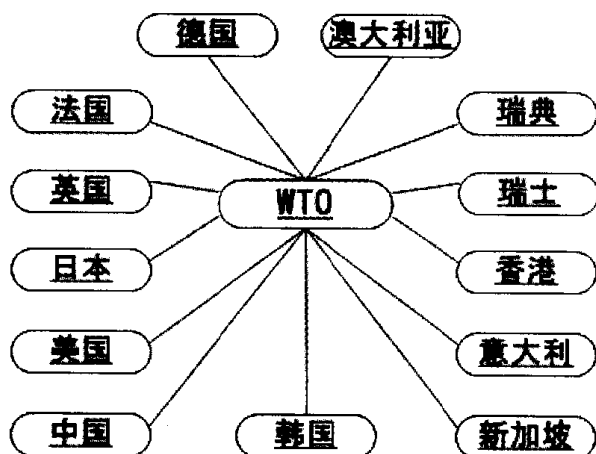 德国 澳大利亚
法国 瑞典
英国 WTO 瑞士
日本 香港
美国 意大利
中国 韩国 新加坡